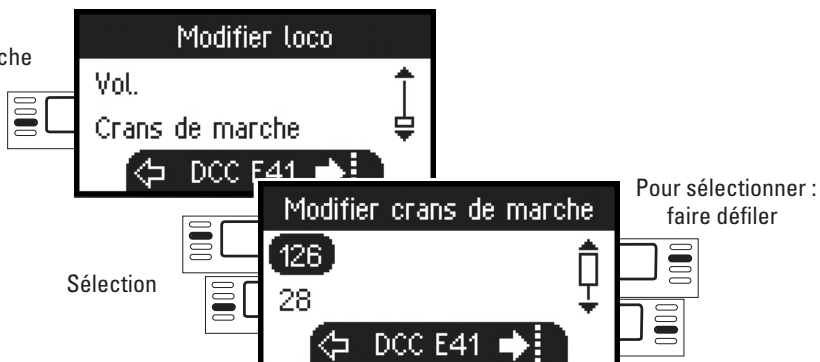 Modifier loco
Vol.
Crans de marche
DCC E41
Modifier crans de marche
126
28
DCC E41
Sélection
Pour sélectionner :
faire défiler